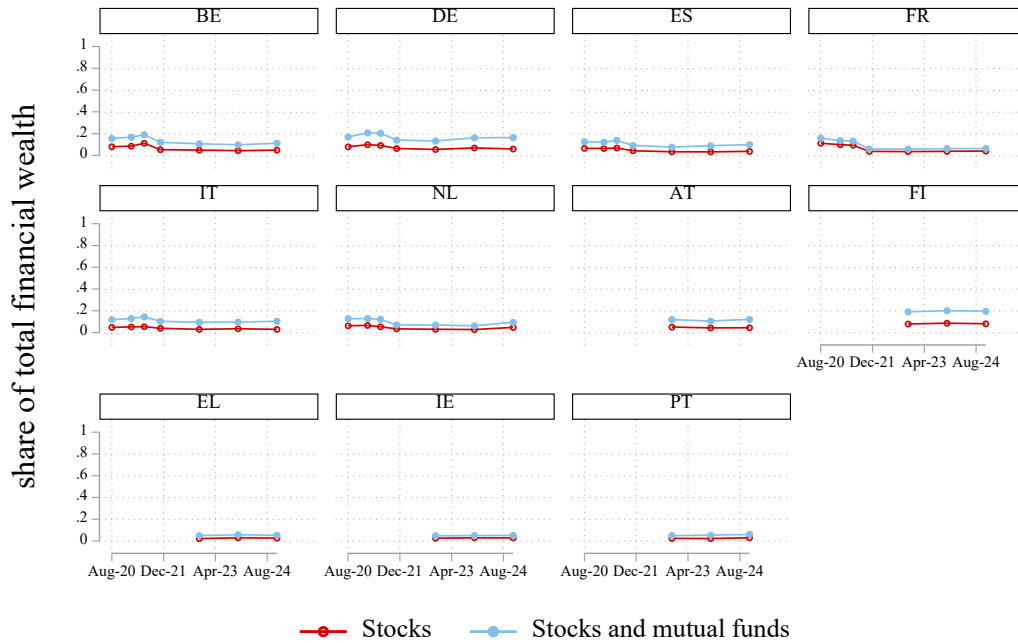 share of total financial wealth
BE DE ES FR
1
.8
.6
.4
.2
0
IT NL AT FI
1
.8
.6
.4
.2
0
Aug-20 Dec-21 Apr-23 Aug-24
EL IE PT
1
.8
.6
.4
.2
0
Aug-20 Dec-21 Apr-23 Aug-24 Aug-20 Dec-21 Apr-23 Aug-24 Aug-20 Dec-21 Apr-23 Aug-24
Stocks Stocks and mutual funds